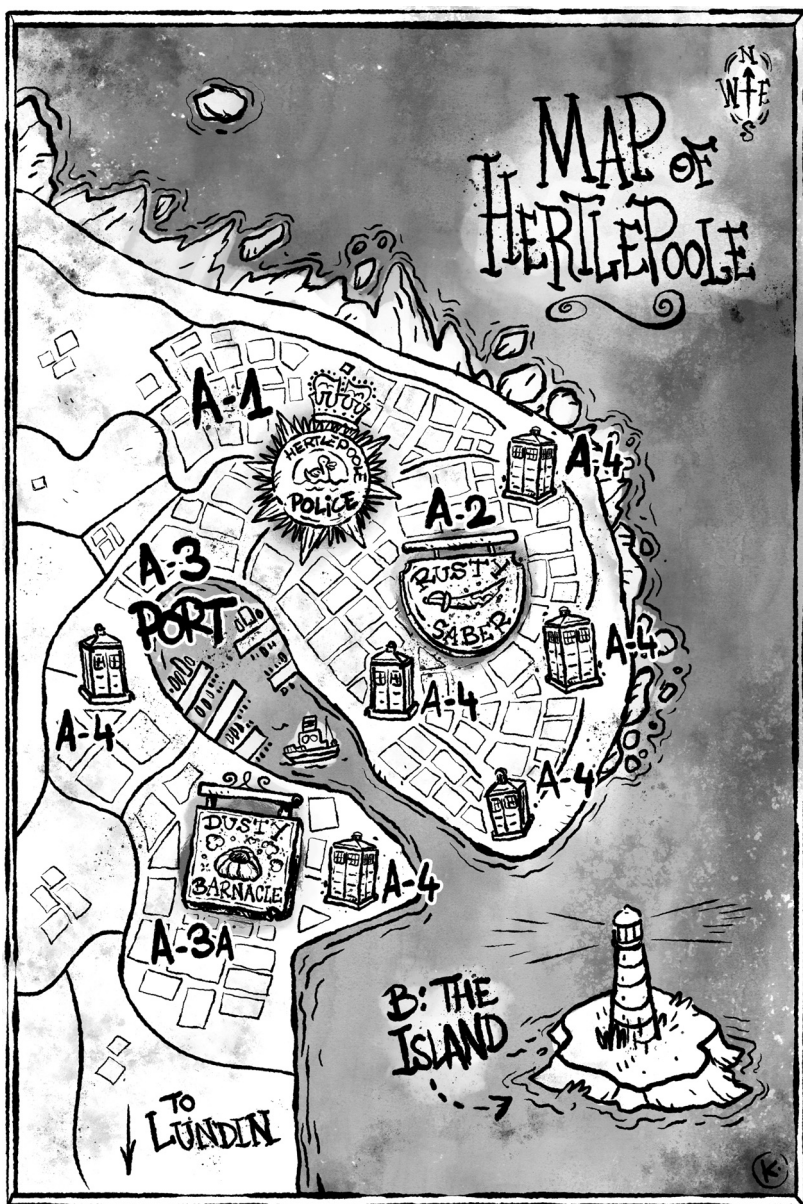 N
W E
S
MAP OF
HERTLEPOOLE
A-1
HERTLEPOOLE
POLICE
A-4
A-2
RUSTY
SABER
A-3
PORT
A-4
A-4
A-4
A-4
DUSTY
BARNACLE
A-4
A-3A
B: THE
ISLAND
TO
LUNDIN
K.